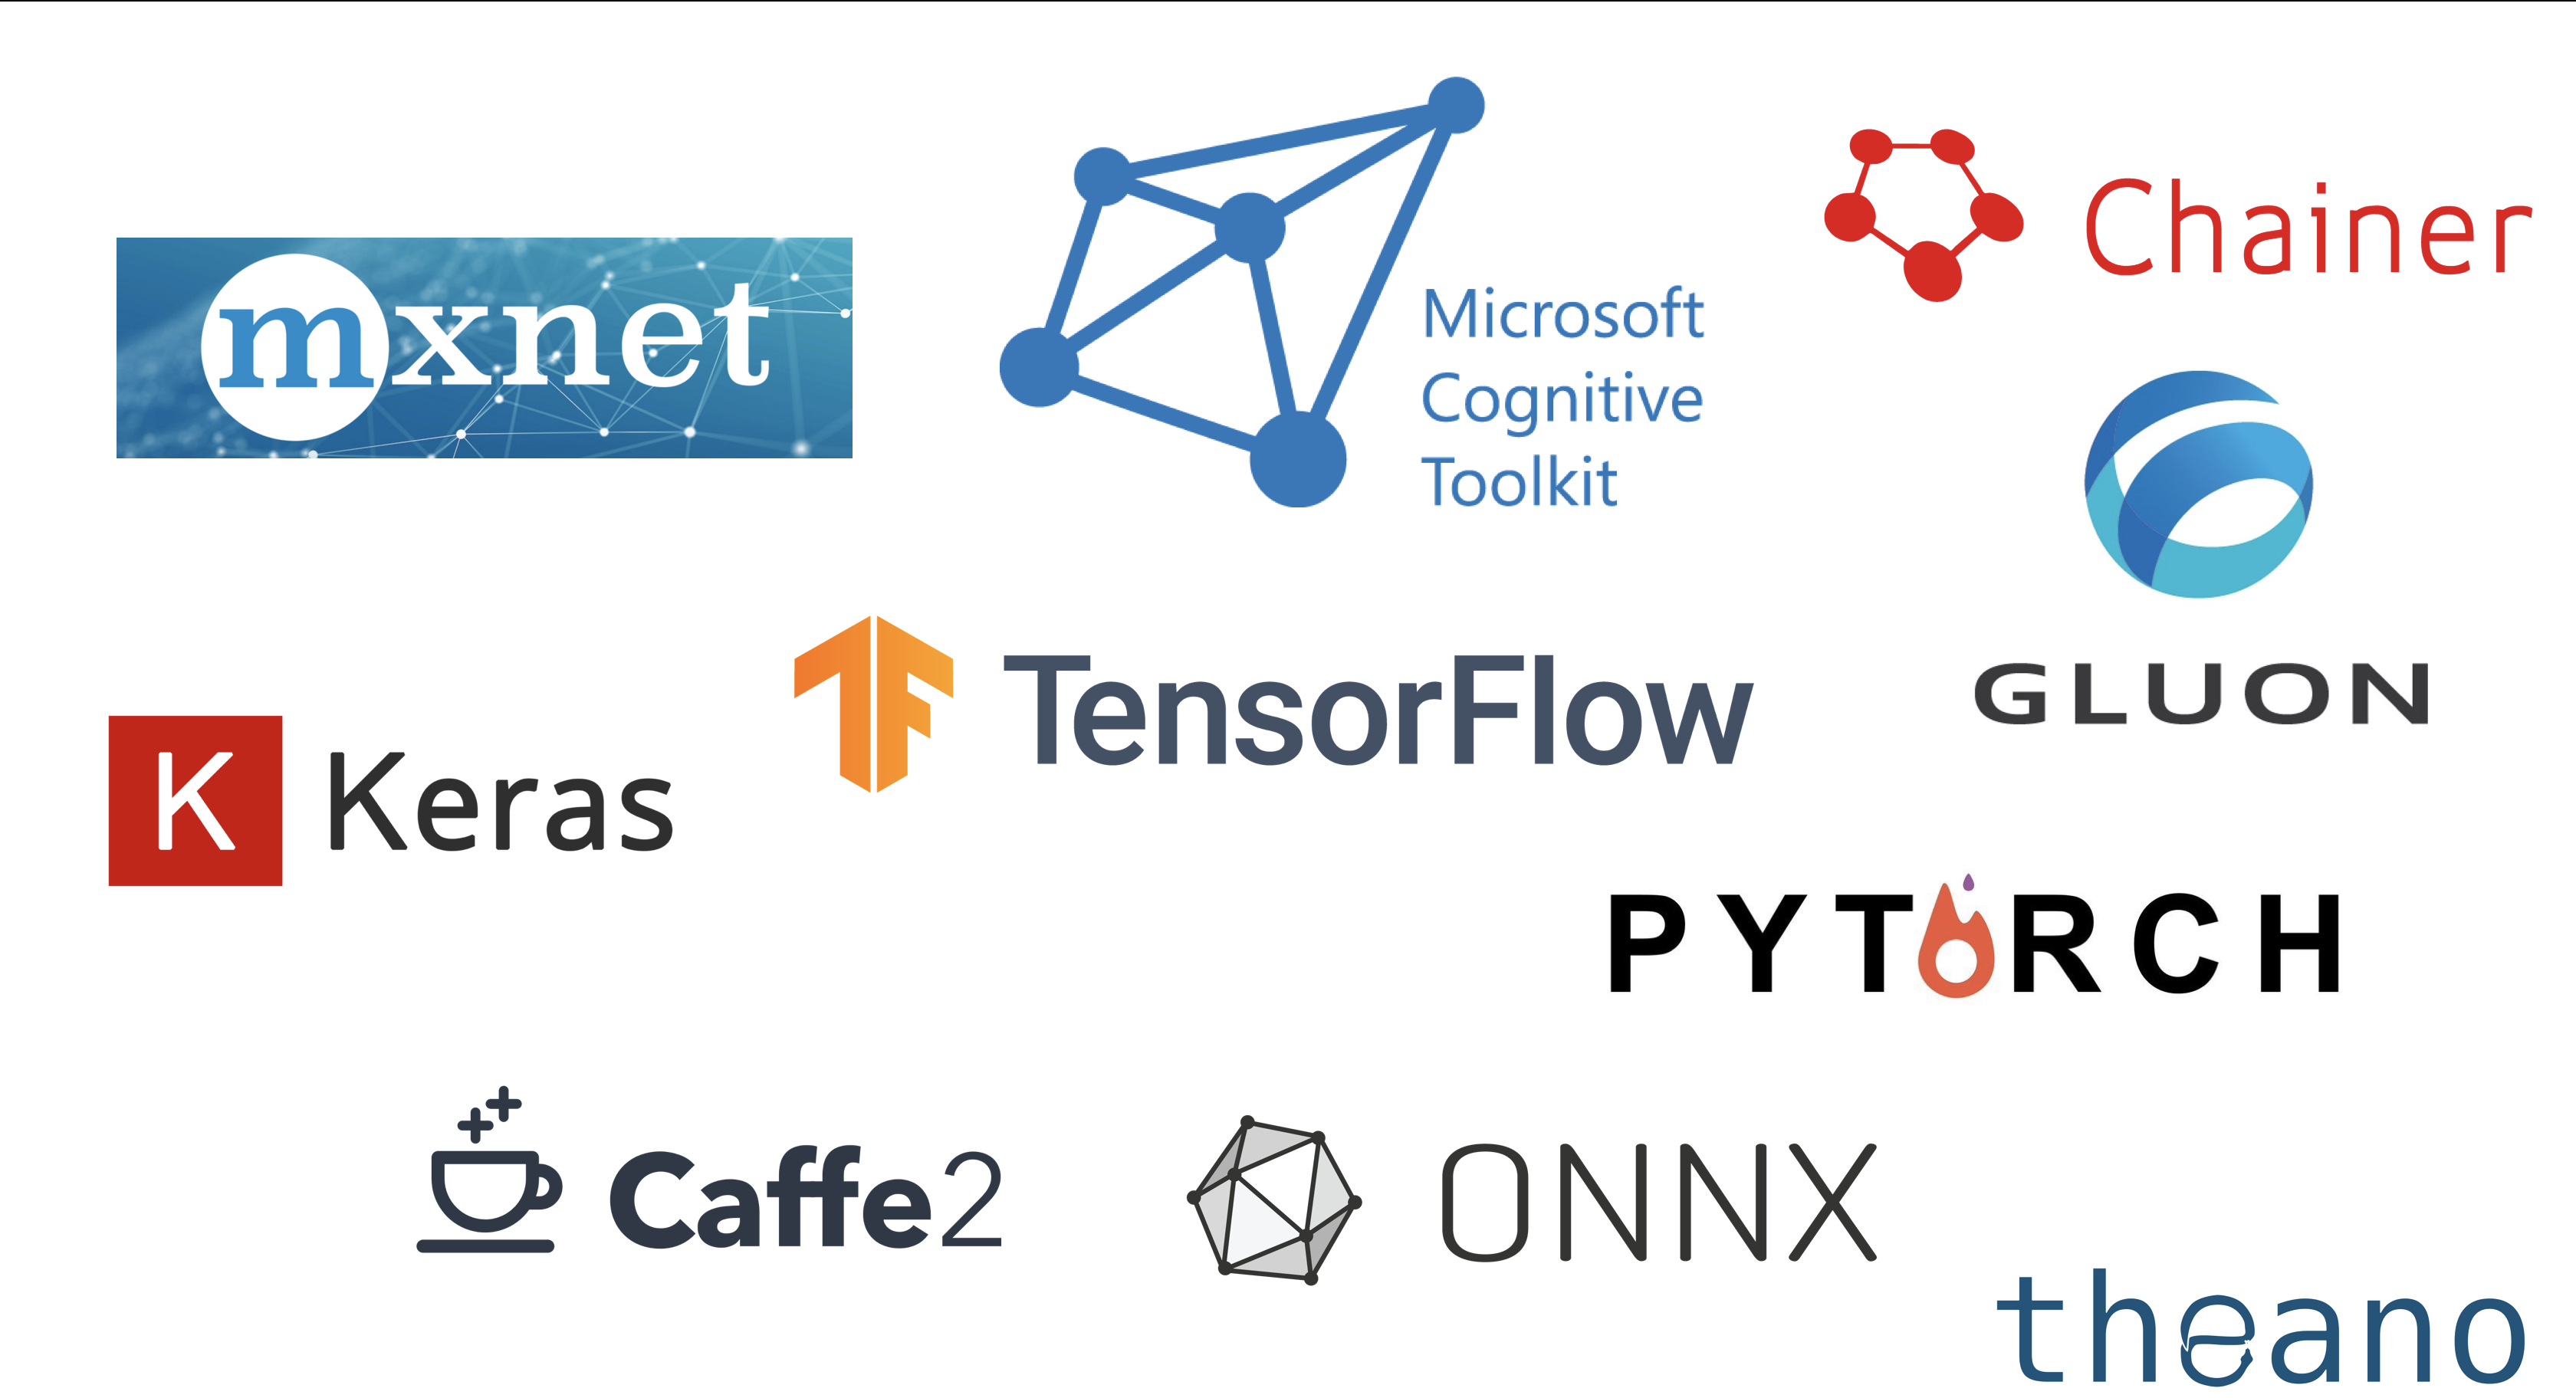 mxnet
Microsoft
Cognitive
Toolkit
Chainer
GLUON
TensorFlow
K Keras
PYTORCH
Caffe2
ONNX
theano